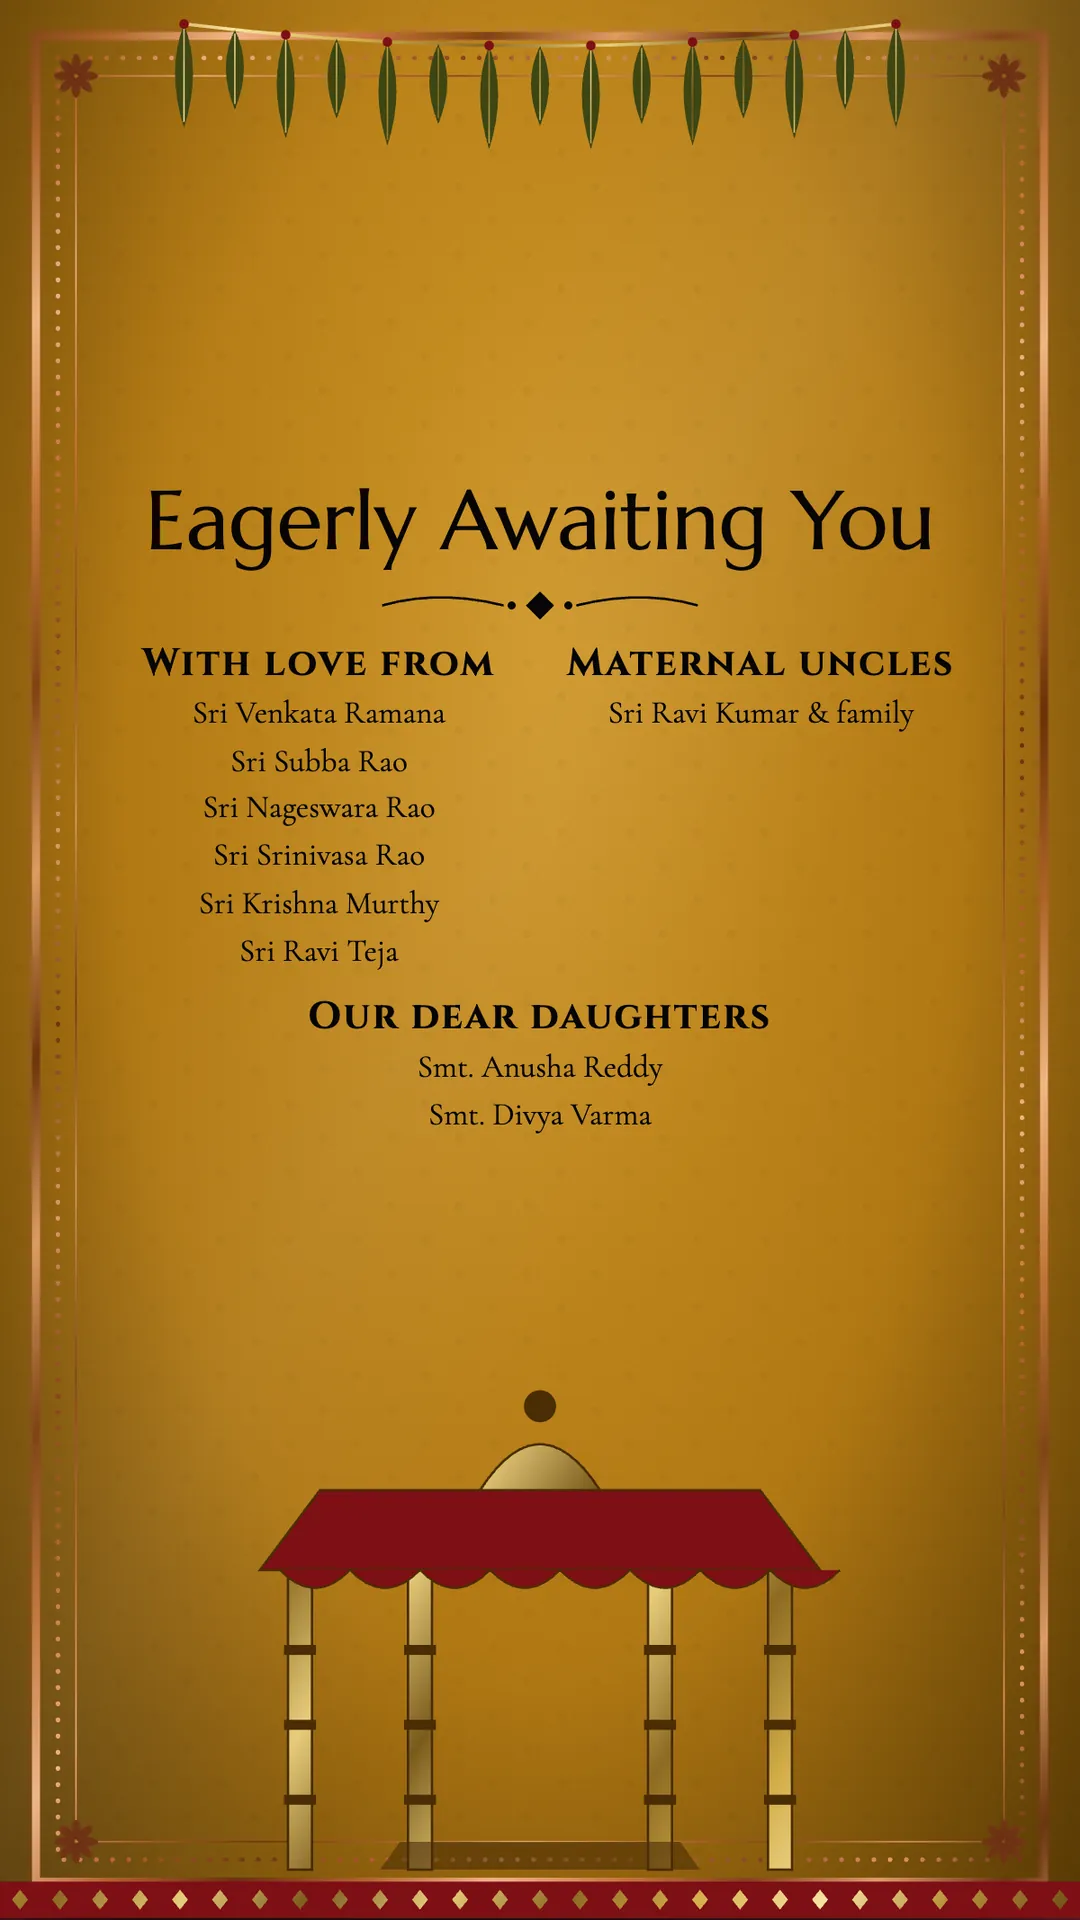 Eagerly Awaiting You
With love from
Sri Venkata Ramana
Sri Subba Rao
Sri Nageswara Rao
Sri Srinivasa Rao
Sri Krishna Murthy
Sri Ravi Teja
Maternal uncles
Sri Ravi Kumar & family
Our dear daughters
Smt. Anusha Reddy
Smt. Divya Varma